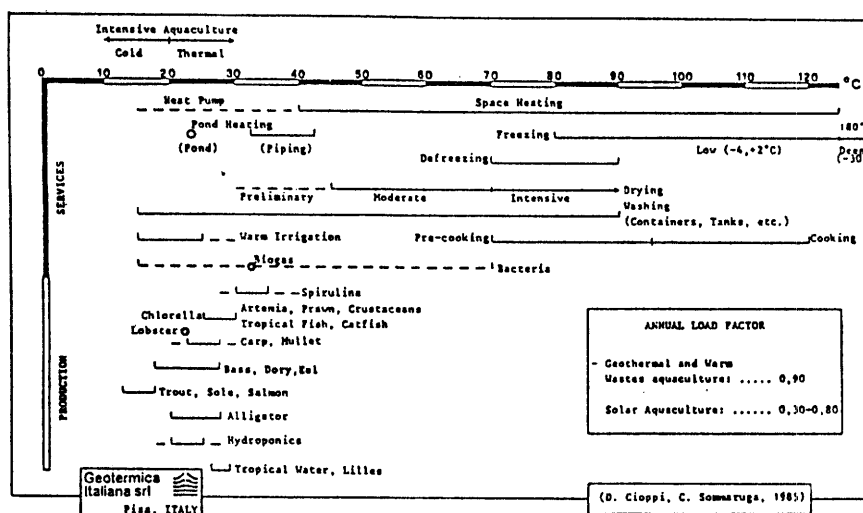 Intensive Aquaculture
Cold Thermal
0 10 20 30 40 50 60 70 80 90 100 110 120 °C
Heat Pump Space Heating
Pond Heating Freezing 180°
(Pond) (Piping) Low (-4,+2°C) Deep
(-30
Defreezing
Drying
Preliminary Moderate Intensive
Washing
(Containers, Tanks, etc.)
Warm Irrigation Pre-cooking Cooking
Biogas
Bacteria
Spirulina
Chlorella Artemia, Prawn, Crustaceans
Tropical Fish, Catfish
Lobster
Carp, Mullet
Bass, Dory, Eel
Trout, Sole, Salmon
Alligator
Hydroponics
Tropical Water, Lilles
SERVICES
PRODUCTION
ANNUAL LOAD FACTOR
- Geothermal and Warm
Wastes aquaculture: ..... 0,90
Solar Aquaculture: ...... 0,30-0,80
Geotermica
Italiana srl
Pisa, ITALY
(D. Cioppi, C. Sommaruga, 1985)